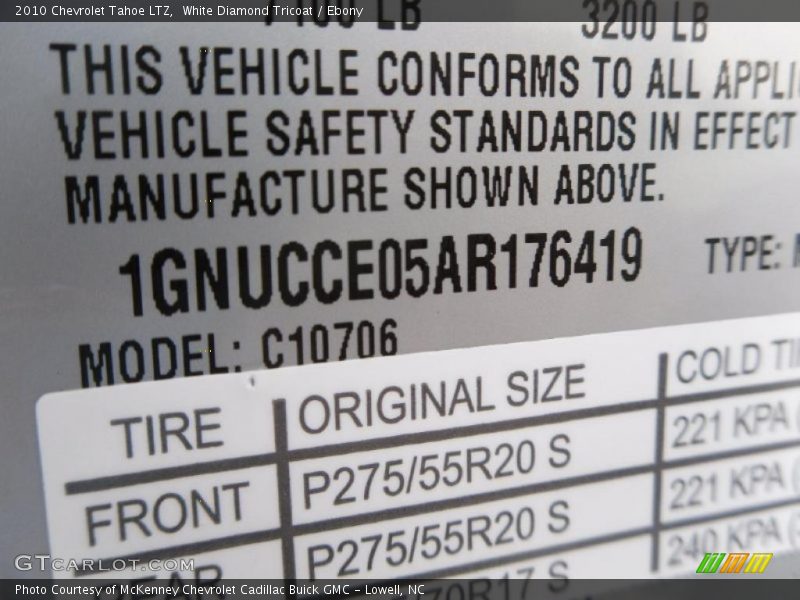 2010 Chevrolet Tahoe LTZ, White Diamond Tricoat / Ebony
LB 3200 LB
THIS VEHICLE CONFORMS TO ALL
VEHICLE SAFETY STANDARDS IN EFFECT
MANUFACTURE SHOWN ABOVE.
1GNUCCE05AR176419 TYPE:
MODEL: C10706
TIRE ORIGINAL SIZE COLD
FRONT P275/55R20 S 221 KPA
P275/55R20 S 221 KPA
240 KPA
GTCARLOT.COM
Photo Courtesy of McKenney Chevrolet Cadillac Buick GMC - Lowell, NC